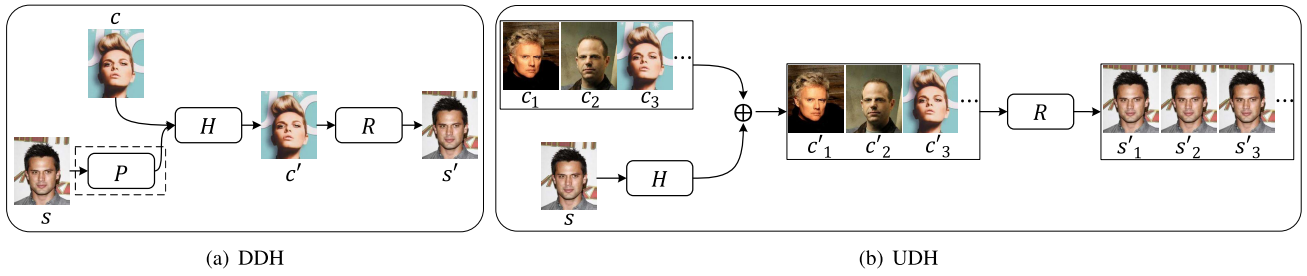 c
H
R
P
s
c'
s'
(a) DDH
c₁ c₂ c₃ ...
⊕
H
s
c'₁ c'₂ c'₃ ...
R
s'₁ s'₂ s'₃ ...
(b) UDH